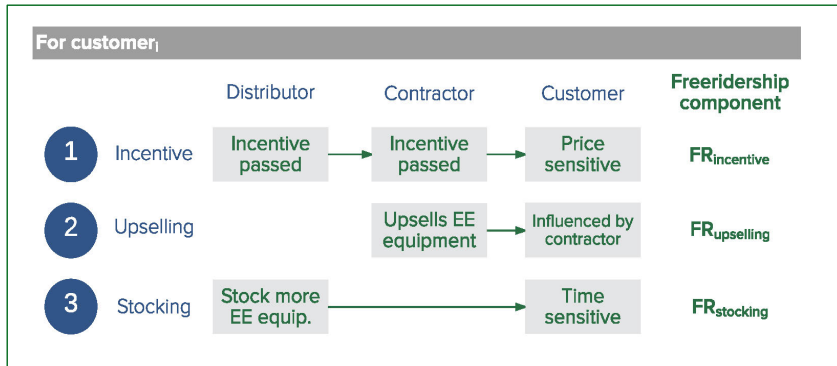 For customerᵢ
Distributor Contractor Customer Freeridership component
1 Incentive
Incentive passed
Incentive passed
Price sensitive
FRincentive
2 Upselling
Upsells EE equipment
Influenced by contractor
FRupselling
3 Stocking
Stock more EE equip.
Time sensitive
FRstocking